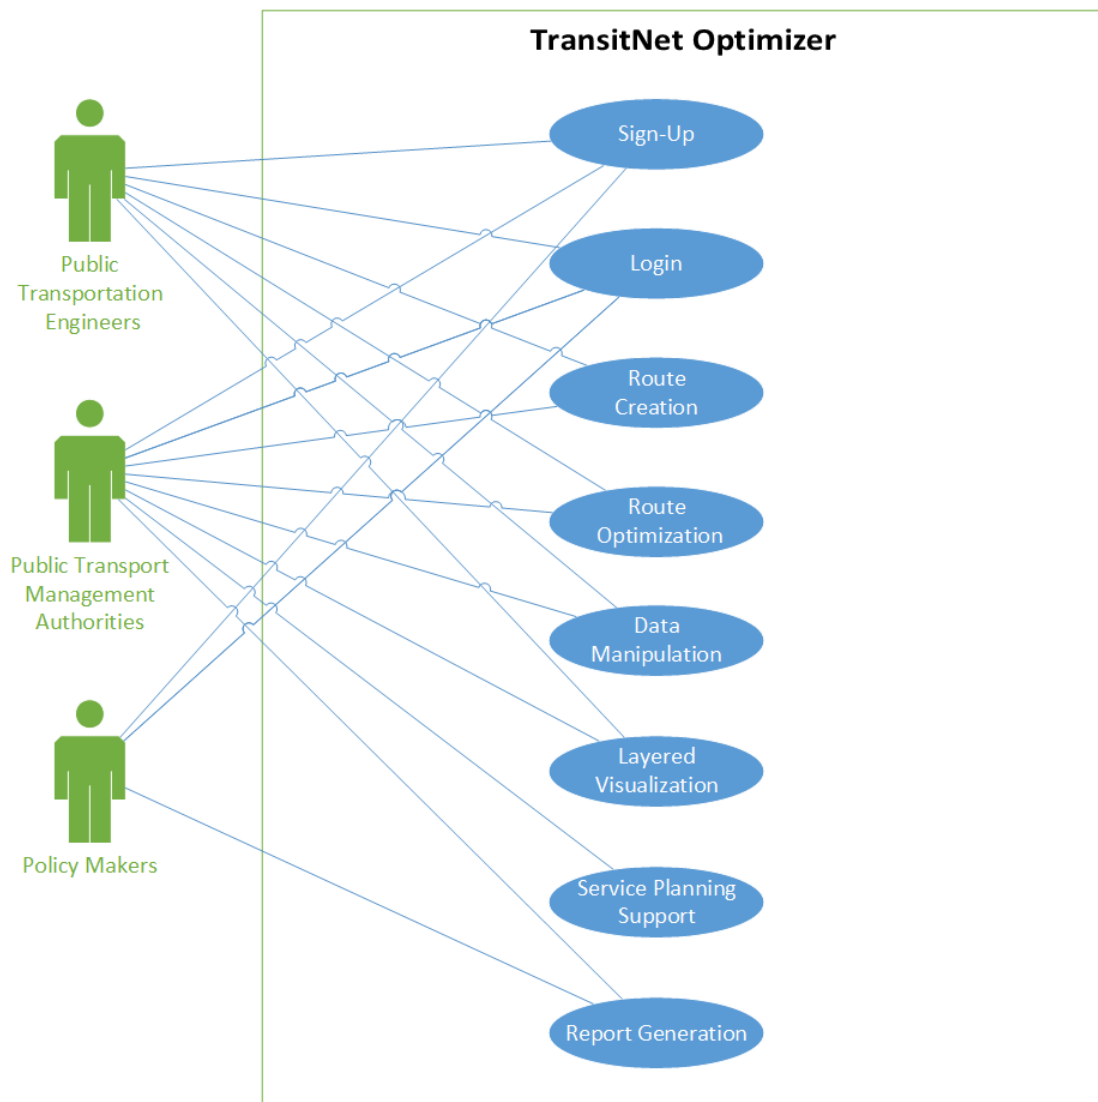 TransitNet Optimizer
Public
Transportation
Engineers
Public Transport
Management
Authorities
Policy Makers
Sign-Up
Login
Route
Creation
Route
Optimization
Data
Manipulation
Layered
Visualization
Service Planning
Support
Report Generation